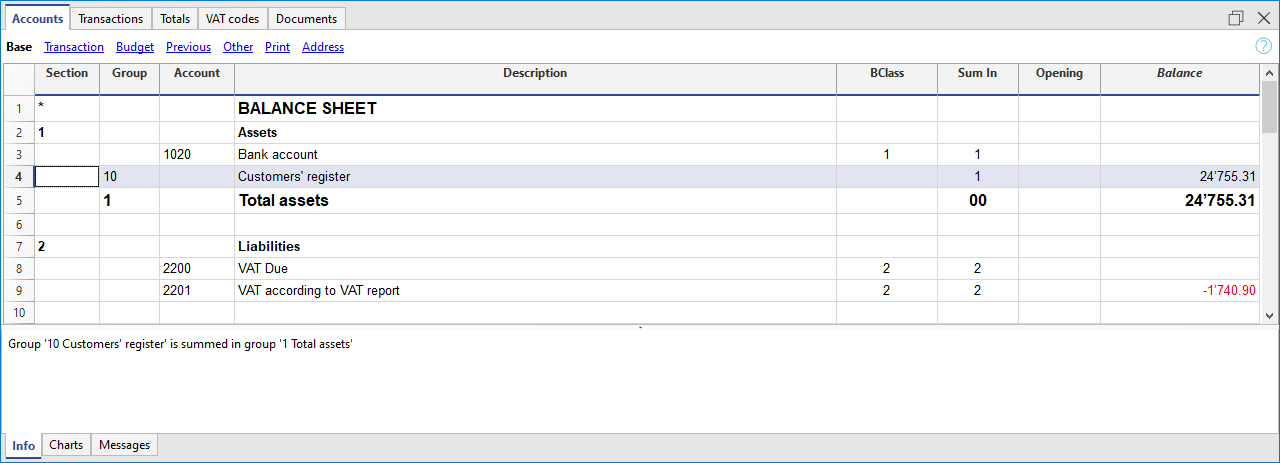 Accounts Transactions Totals VAT codes Documents
Base Transaction Budget Previous Other Print Address ?
Section Group Account Description BClass Sum In Opening Balance
1 * BALANCE SHEET
2 1 Assets
3 1020 Bank account 1 1
4 10 Customers' register 1 24’755.31
5 1 Total assets 00 24’755.31
6
7 2 Liabilities
8 2200 VAT Due 2 2
9 2201 VAT according to VAT report 2 2 -1’740.90
10
Group '10 Customers' register' is summed in group '1 Total assets'
Info Charts Messages